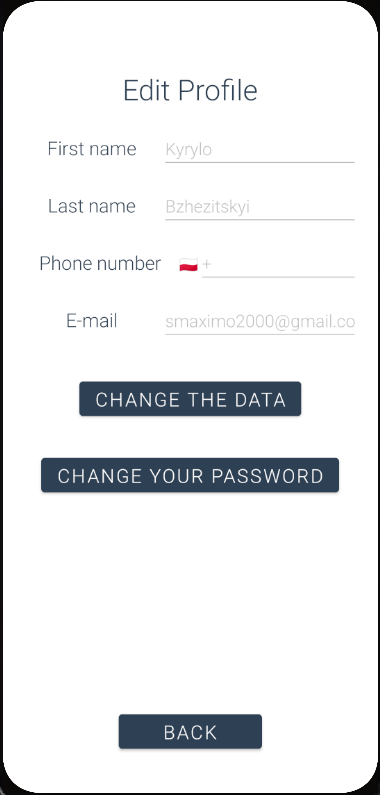 Edit Profile
First name Kyrylo
Last name Bzhezitskyi
Phone number +
E-mail smaximo2000@gmail.co
CHANGE THE DATA
CHANGE YOUR PASSWORD
BACK